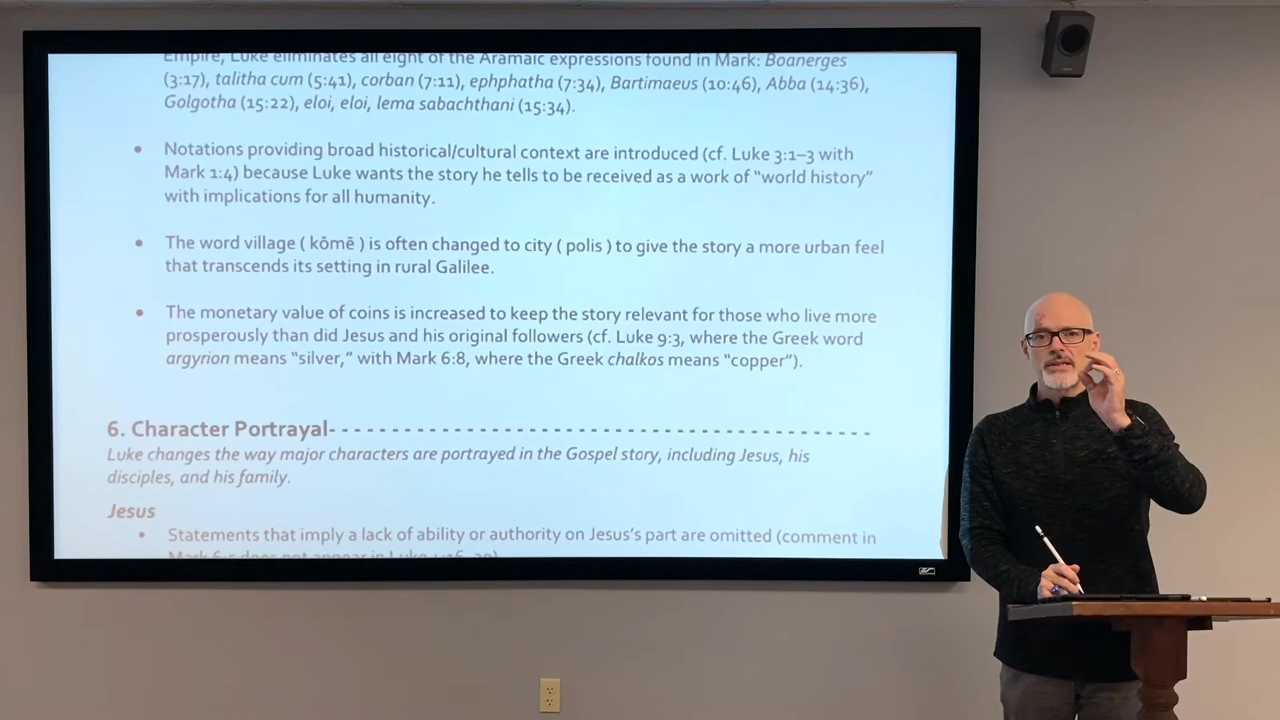 Empire, Luke eliminates all eight of the Aramaic expressions found in Mark: Boanerges
(3:17), talitha cum (5:41), corban (7:11), ephphatha (7:34), Bartimaeus (10:46), Abba (14:36),
Golgotha (15:22), eloi, eloi, lema sabachthani (15:34).
• Notations providing broad historical/cultural context are introduced (cf. Luke 3:1–3 with
Mark 1:4) because Luke wants the story he tells to be received as a work of “world history”
with implications for all humanity.
• The word village ( kōmē ) is often changed to city ( polis ) to give the story a more urban feel
that transcends its setting in rural Galilee.
• The monetary value of coins is increased to keep the story relevant for those who live more
prosperously than did Jesus and his original followers (cf. Luke 9:3, where the Greek word
argyrion means “silver,” with Mark 6:8, where the Greek chalkos means “copper”).
6. Character Portrayal- - - - - - - - - - - - - - - - - - - - - - - - - - - - - - - - - - - - - - - - - - -
Luke changes the way major characters are portrayed in the Gospel story, including Jesus, his
disciples, and his family.
Jesus
• Statements that imply a lack of ability or authority on Jesus’s part are omitted (comment in
Mark 6:5 does not appear in Luke